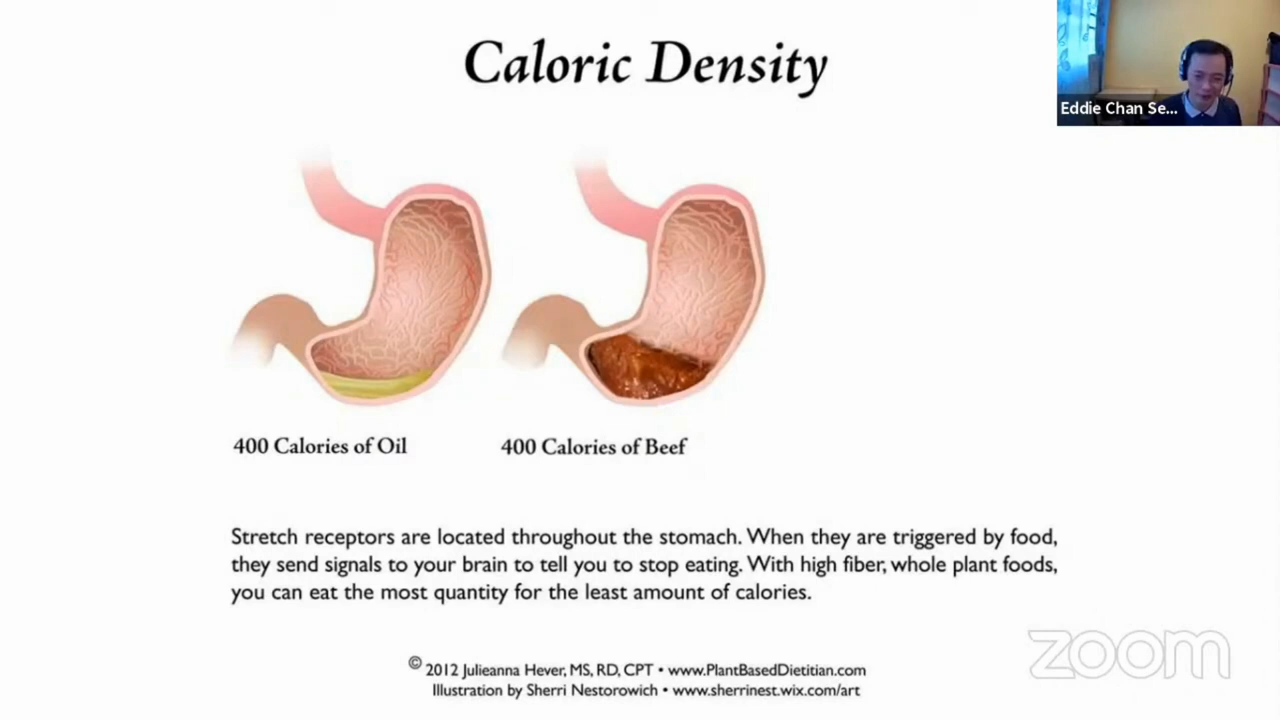 Caloric Density
Eddie Chan Se...
400 Calories of Oil
400 Calories of Beef
Stretch receptors are located throughout the stomach. When they are triggered by food,
they send signals to your brain to tell you to stop eating. With high fiber, whole plant foods,
you can eat the most quantity for the least amount of calories.
zoom
© 2012 Julieanna Hever, MS, RD, CPT • www.PlantBasedDietitian.com
Illustration by Sherri Nestorowich • www.sherrinest.wix.com/art